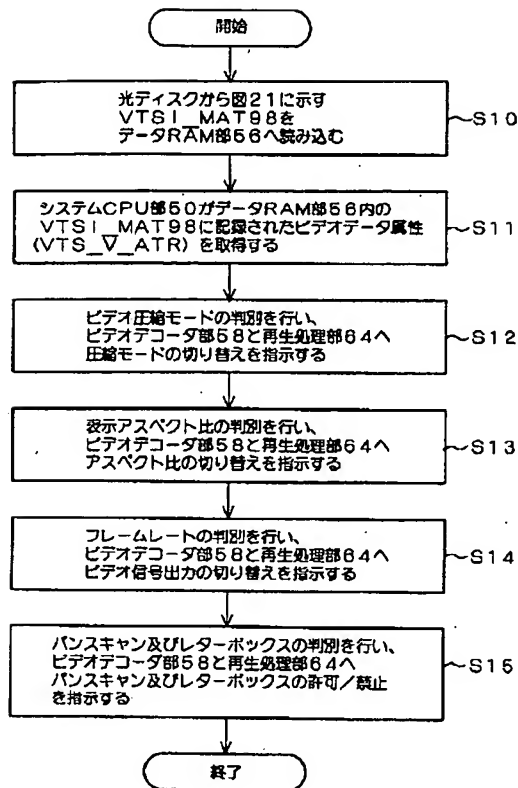 開始
光ディスクから図21に示す
VTSI_MAT98を
データRAM部56へ読み込む
S10
システムCPU部50がデータRAM部56内の
VTSI_MAT98に記録されたビデオデータ属性
(VTS_V_ATR)を取得する
S11
ビデオ圧縮モードの判別を行い、
ビデオデコーダ部58と再生処理部64へ
圧縮モードの切り替えを指示する
S12
表示アスペクト比の判別を行い、
ビデオデコーダ部58と再生処理部64へ
アスペクト比の切り替えを指示する
S13
フレームレートの判別を行い、
ビデオデコーダ部58と再生処理部64へ
ビデオ信号出力の切り替えを指示する
S14
パンスキャン及びレターボックスの判別を行い、
ビデオデコーダ部58と再生処理部64へ
パンスキャン及びレターボックスの許可/禁止
を指示する
S15
終了